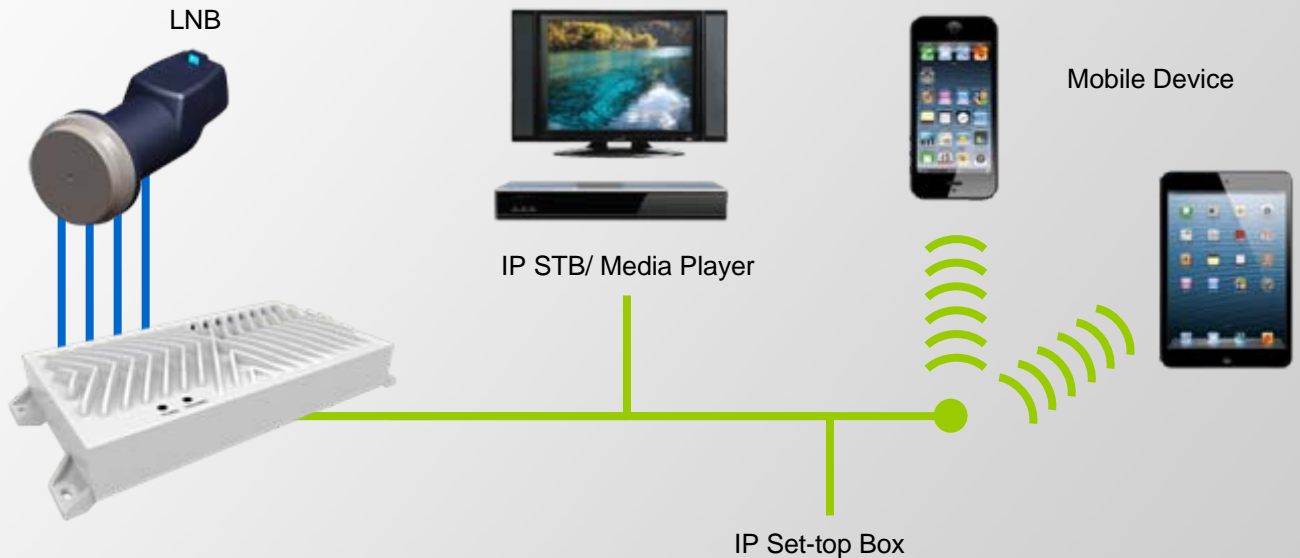 LNB
Mobile Device
IP STB/ Media Player
IP Set-top Box